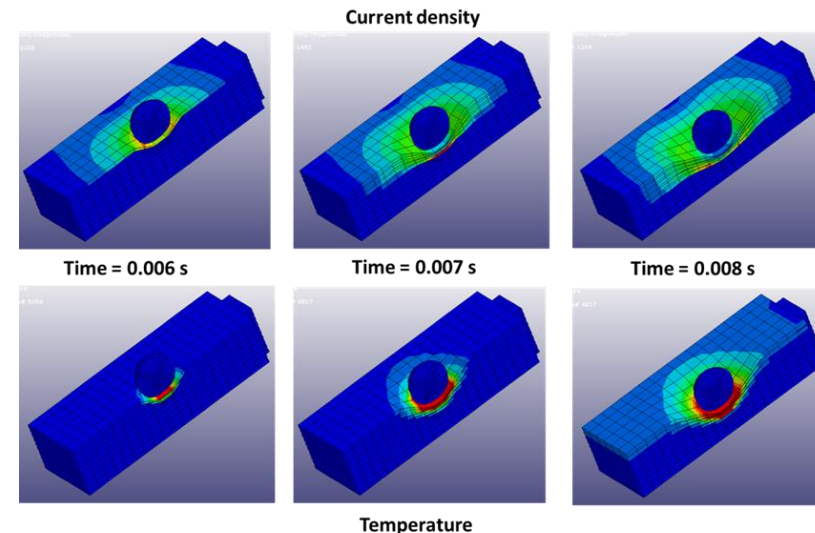 Current density
Time = 0.006 s
Time = 0.007 s
Time = 0.008 s
Temperature